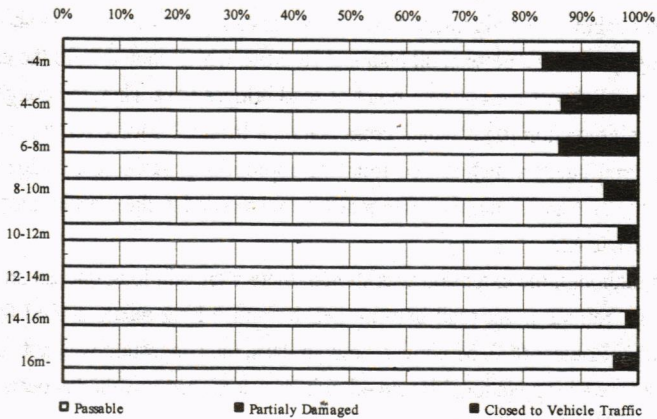 0% 10% 20% 30% 40% 50% 60% 70% 80% 90% 100%
-4m
4-6m
6-8m
8-10m
10-12m
12-14m
14-16m
16m-
Passable Partialy Damaged Closed to Vehicle Traffic